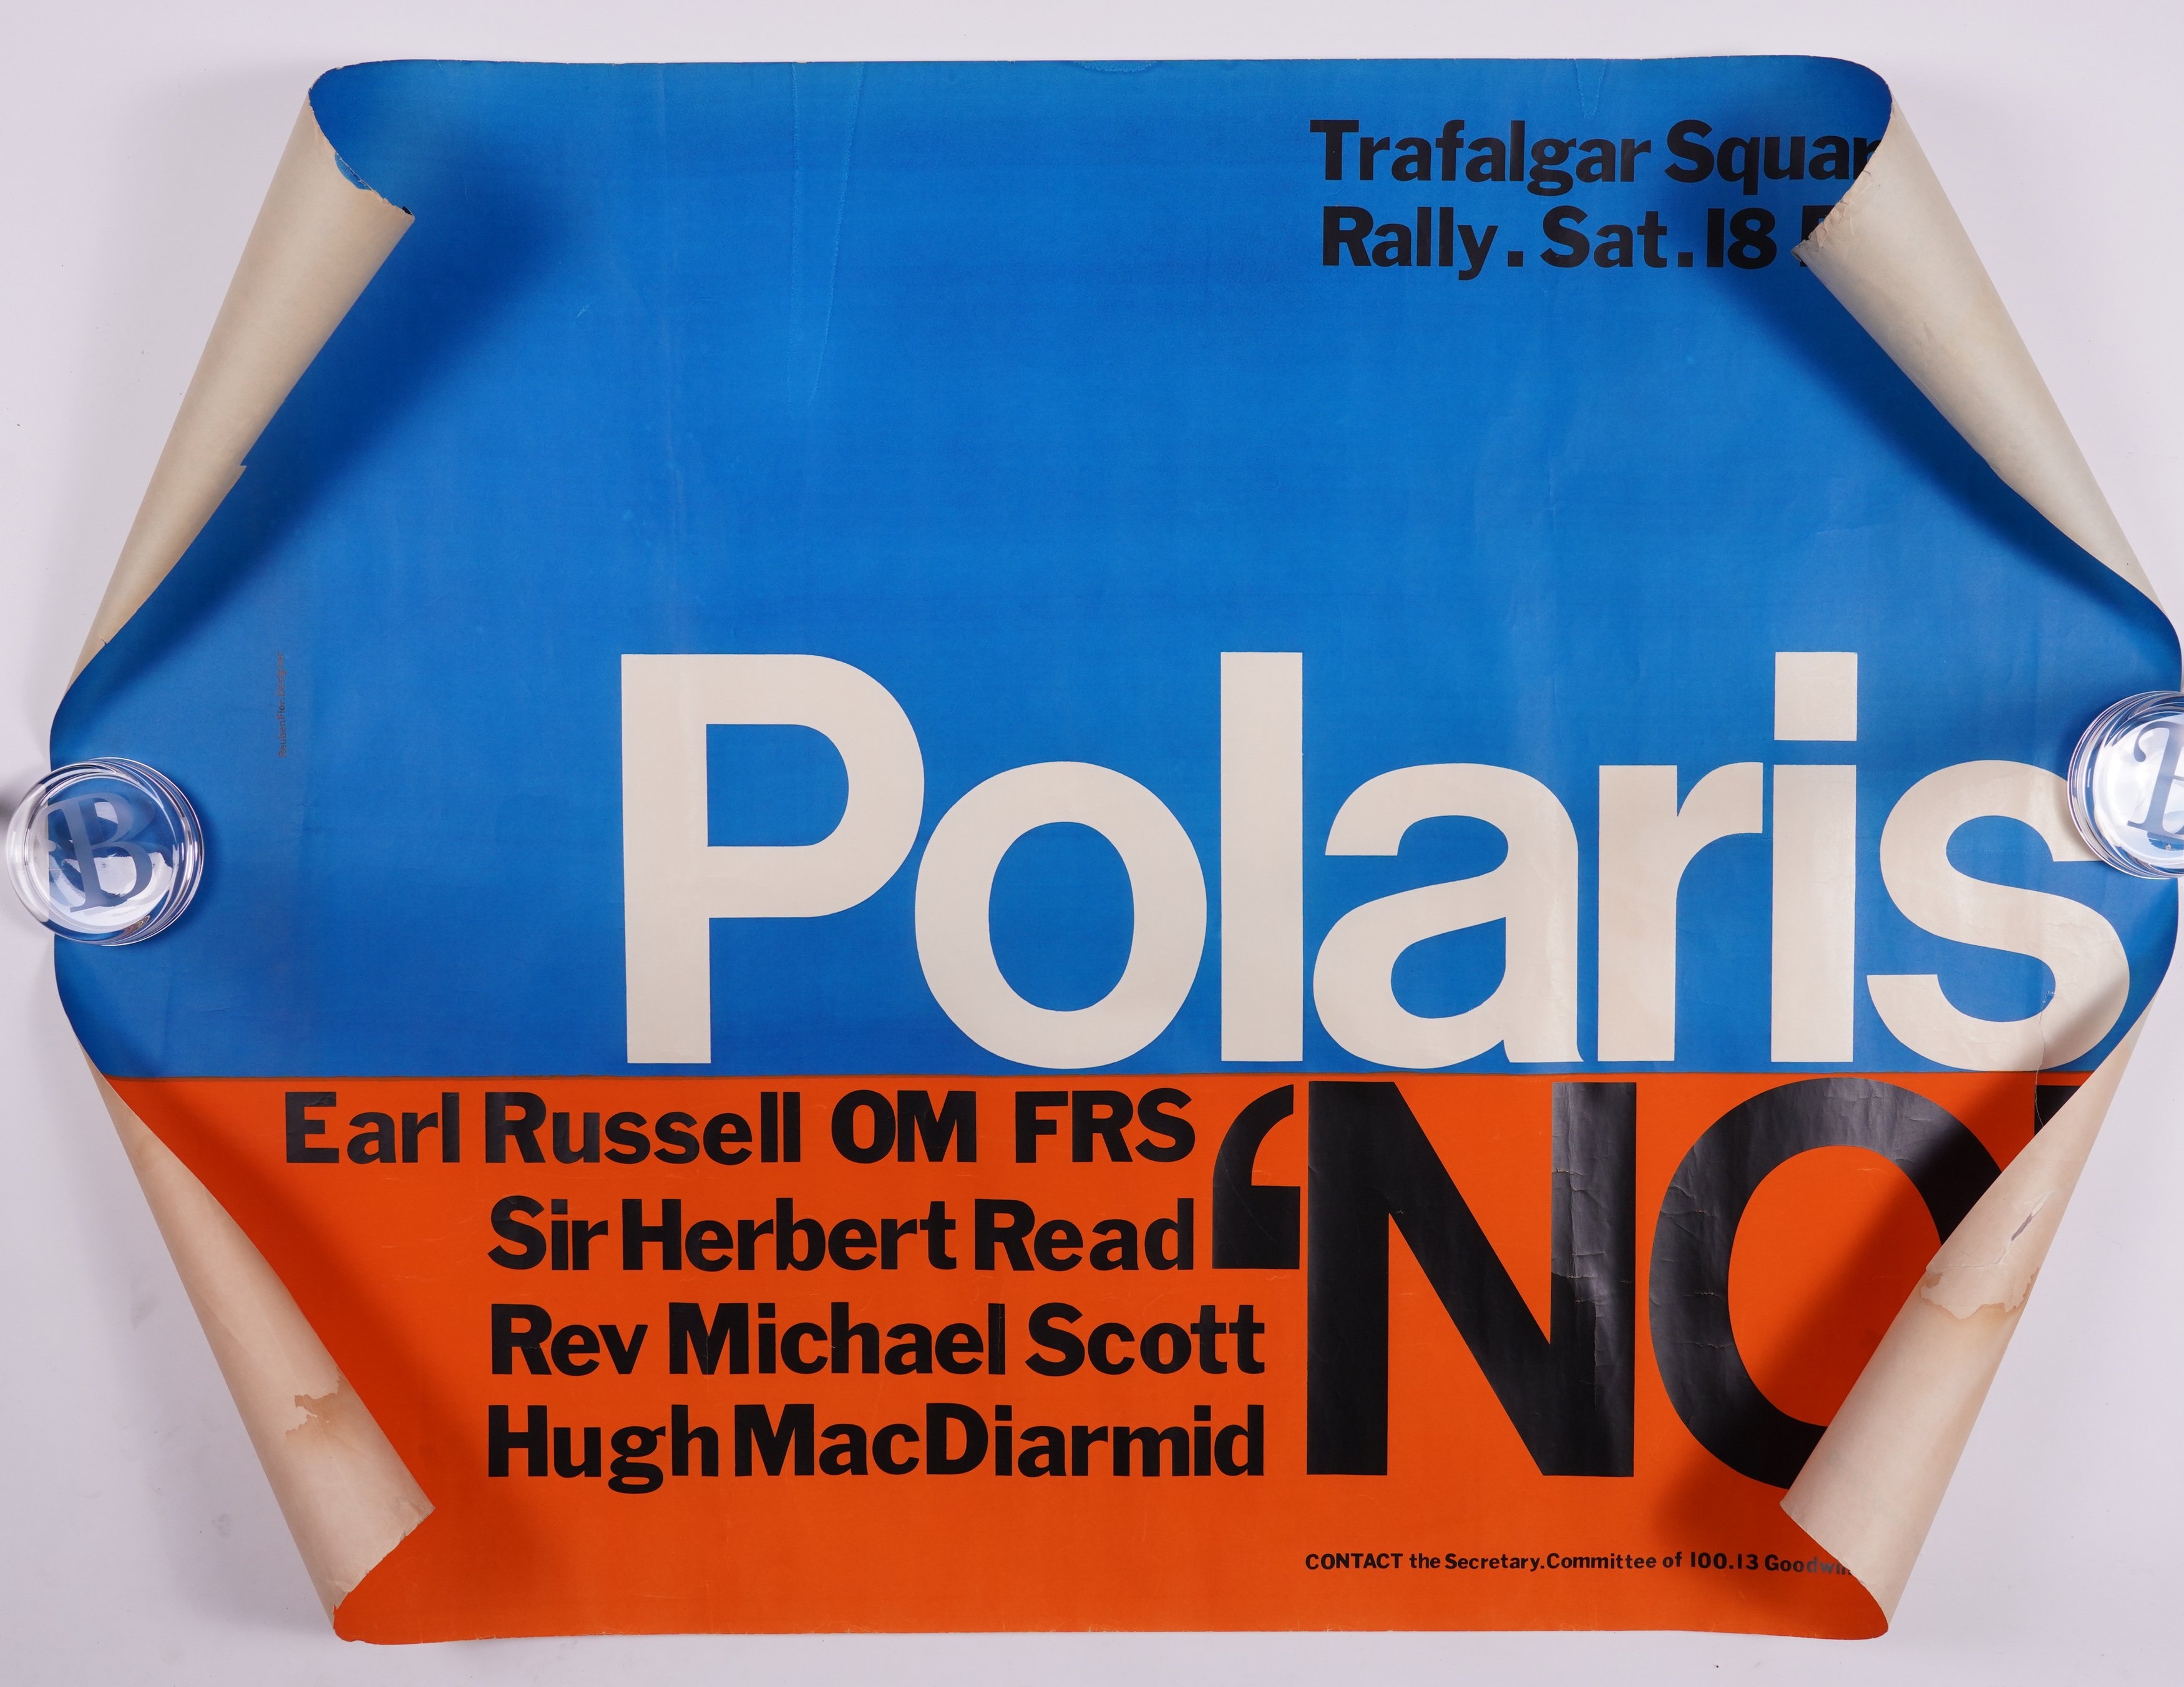 Trafalgar Squar
Rally. Sat. 18 F
Polaris
Earl Russell OM FRS
Sir Herbert Read
Rev Michael Scott
Hugh MacDiarmid
‘NO’
CONTACT the Secretary. Committee of 100. 13 Goodwin
B
B